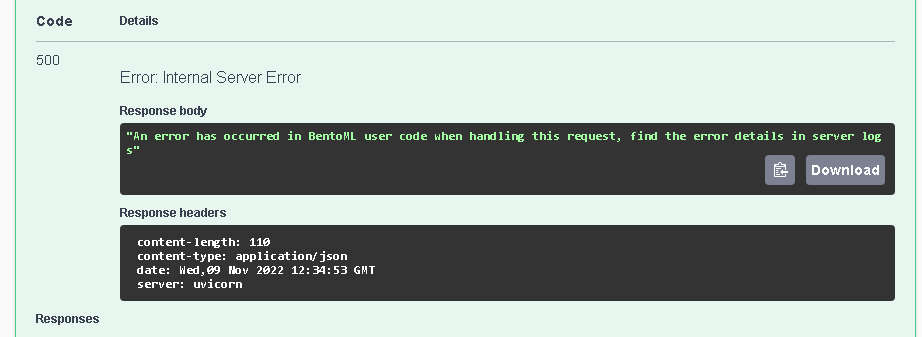 Code Details
500
Error: Internal Server Error
Response body
"An error has occurred in BentoML user code when handling this request, find the error details in server log
s"
Download
Response headers
content-length: 110
content-type: application/json
date: Wed,09 Nov 2022 12:34:53 GMT
server: uvicorn
Responses